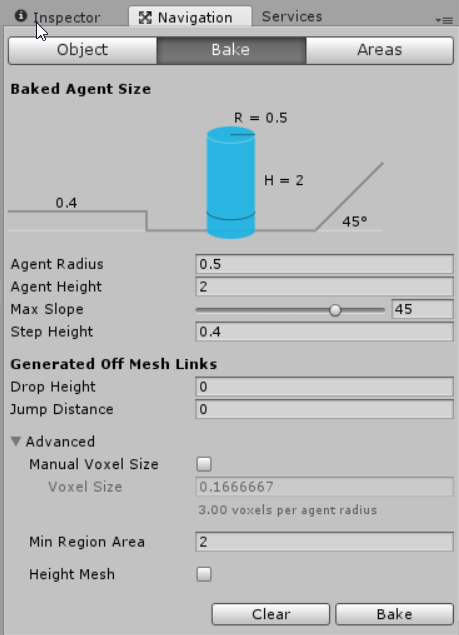 Inspector Navigation Services
Object Bake Areas
Baked Agent Size
R = 0.5
H = 2
0.4
45°
Agent Radius 0.5
Agent Height 2
Max Slope 45
Step Height 0.4
Generated Off Mesh Links
Drop Height 0
Jump Distance 0
Advanced
Manual Voxel Size
Voxel Size 0.1666667
3.00 voxels per agent radius
Min Region Area 2
Height Mesh
Clear Bake